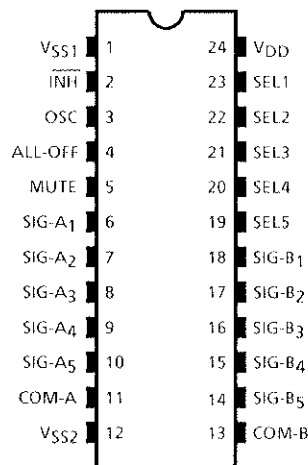 VSS1 1 24 VDD
INH 2 23 SEL1
OSC 3 22 SEL2
ALL-OFF 4 21 SEL3
MUTE 5 20 SEL4
SIG-A1 6 19 SEL5
SIG-A2 7 18 SIG-B1
SIG-A3 8 17 SIG-B2
SIG-A4 9 16 SIG-B3
SIG-A5 10 15 SIG-B4
COM-A 11 14 SIG-B5
VSS2 12 13 COM-B